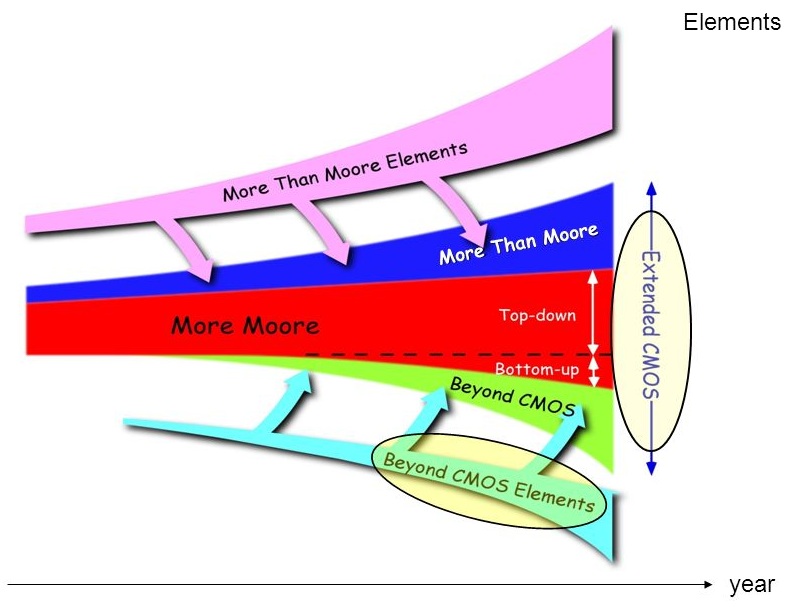 Elements
More Than Moore Elements
More Than Moore
More Moore
Top-down
Bottom-up
Beyond CMOS
Extended CMOS
Beyond CMOS Elements
year